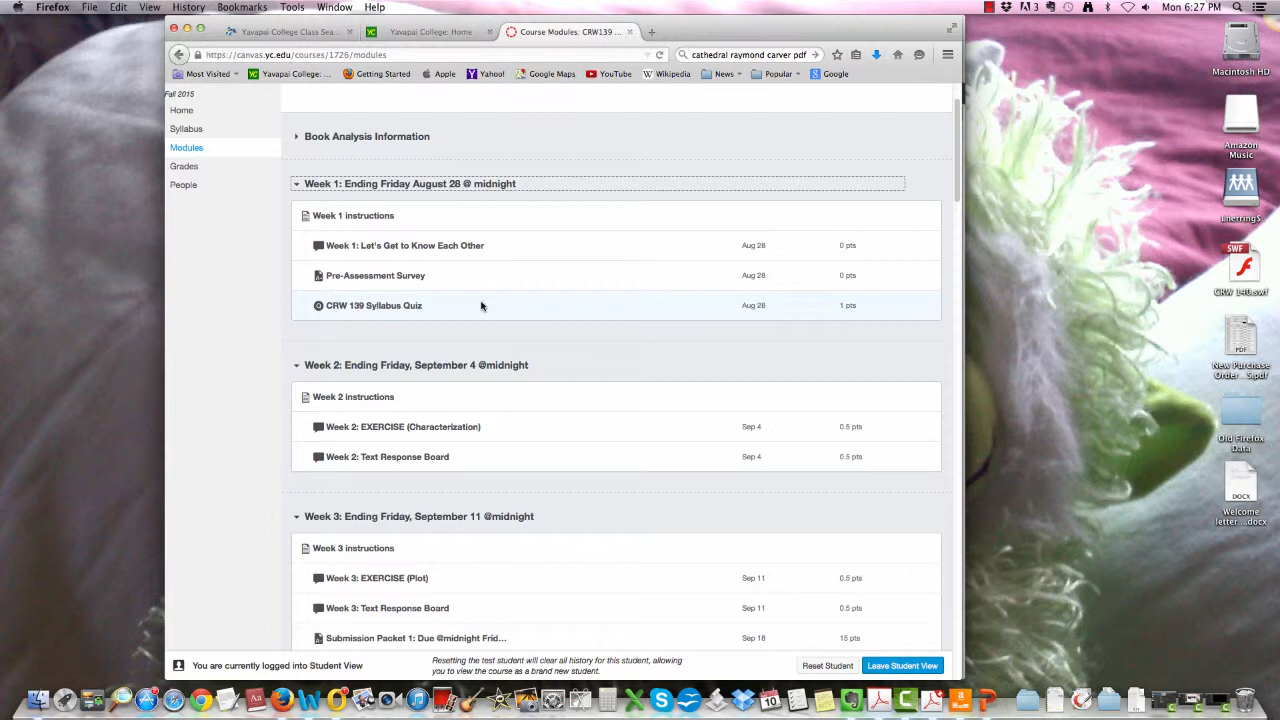 Firefox File Edit View History Bookmarks Tools Window Help
3 Mon 6:27 PM
Yavapai College Class Sea...
Yavapai College: Home
Course Modules: CRW139 ...
https://canvas.yc.edu/courses/1726/modules
cathedral raymond carver pdf
Most Visited
Yavapai College: ...
Getting Started
Apple
Yahoo!
Google Maps
YouTube
Wikipedia
News
Popular
Google
Fall 2015
Home
Syllabus
Modules
Grades
People
Book Analysis Information
Week 1: Ending Friday August 28 @ midnight
Week 1 instructions
Week 1: Let's Get to Know Each Other Aug 28 0 pts
Pre-Assessment Survey Aug 28 0 pts
CRW 139 Syllabus Quiz Aug 28 1 pts
Week 2: Ending Friday, September 4 @midnight
Week 2 instructions
Week 2: EXERCISE (Characterization) Sep 4 0.5 pts
Week 2: Text Response Board Sep 4 0.5 pts
Week 3: Ending Friday, September 11 @midnight
Week 3 instructions
Week 3: EXERCISE (Plot) Sep 11 0.5 pts
Week 3: Text Response Board Sep 11 0.5 pts
Submission Packet 1: Due @midnight Frid... Sep 18 15 pts
You are currently logged into Student View
Resetting the test student will clear all history for this student, allowing
you to view the course as a brand new student.
Reset Student
Leave Student View
Macintosh HD
Amazon
Music
Lherring$
SWF
CRW 140.swf
PDF
New Purchase
Order ...S.pdf
Old Firefox
Data
DOCX
Welcome
letter....docx